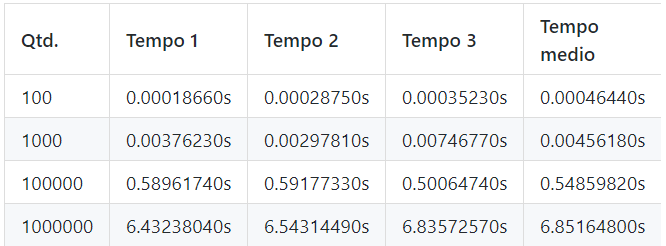 Qtd. Tempo 1 Tempo 2 Tempo 3 Tempo medio
100 0.00018660s 0.00028750s 0.00035230s 0.00046440s
1000 0.00376230s 0.00297810s 0.00746770s 0.00456180s
100000 0.58961740s 0.59177330s 0.50064740s 0.54859820s
1000000 6.43238040s 6.54314490s 6.83572570s 6.85164800s